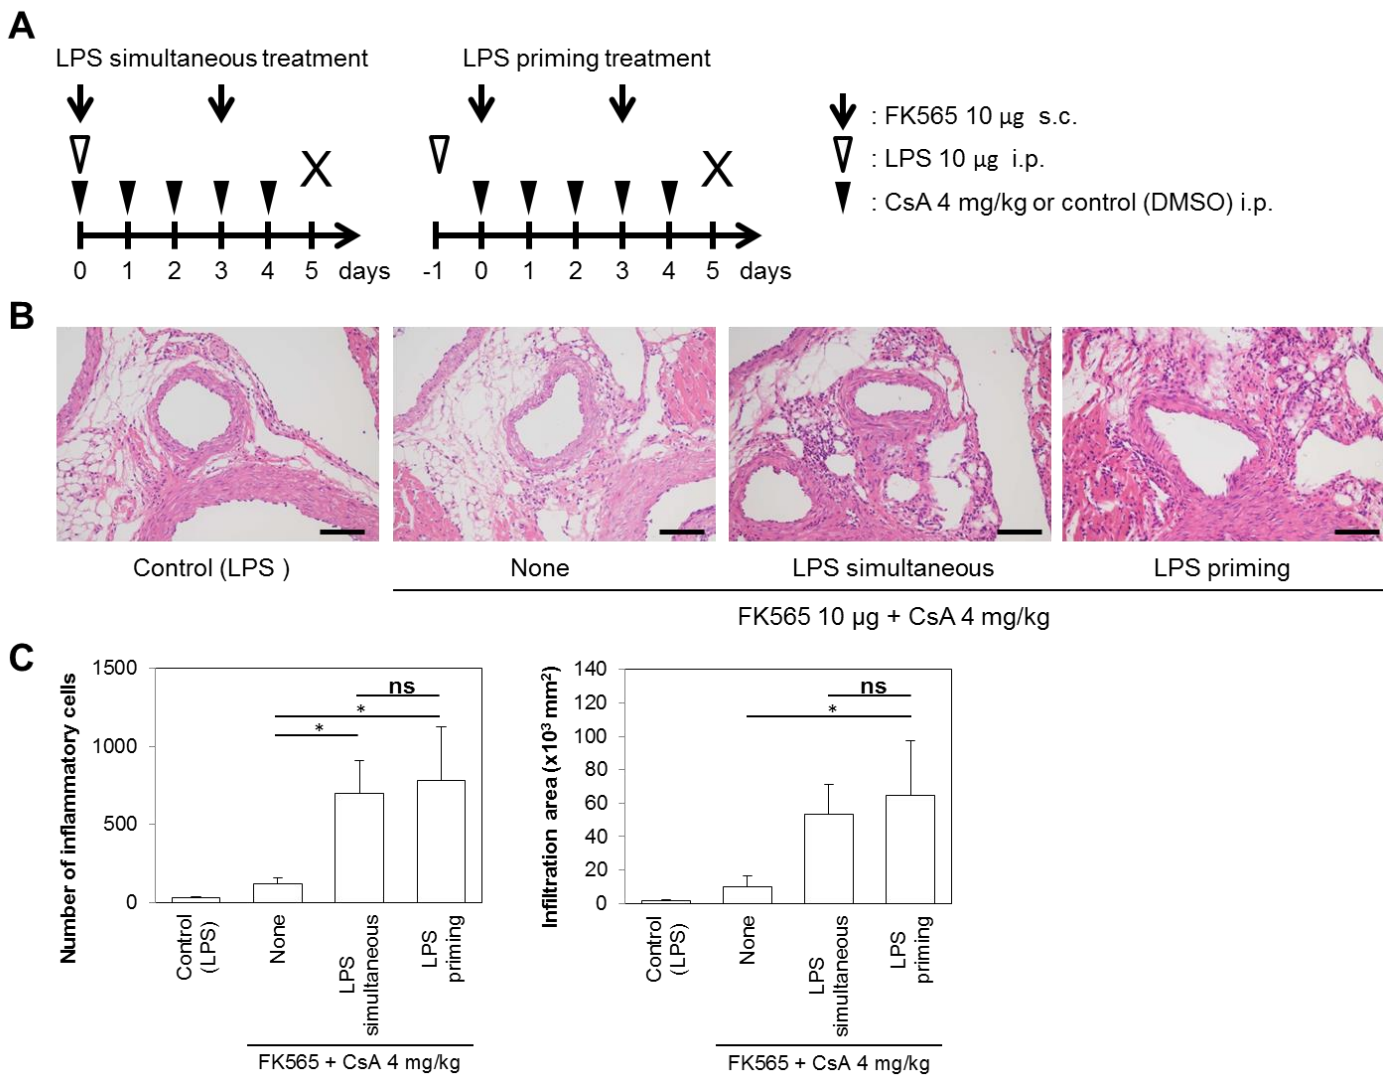 A
LPS simultaneous treatment
LPS priming treatment
X
X
0 1 2 3 4 5 days
-1 0 1 2 3 4 5 days
: FK565 10 µg s.c.
: LPS 10 µg i.p.
: CsA 4 mg/kg or control (DMSO) i.p.
B
Control (LPS )
None
LPS simultaneous
LPS priming
FK565 10 µg + CsA 4 mg/kg
C
Number of inflammatory cells
1500
1000
500
0
ns
*
*
Control
(LPS)
None
LPS
simultaneous
LPS
priming
FK565 + CsA 4 mg/kg
Infiltration area (x10³ mm²)
140
120
100
80
60
40
20
0
ns
*
Control
(LPS)
None
LPS
simultaneous
LPS
priming
FK565 + CsA 4 mg/kg